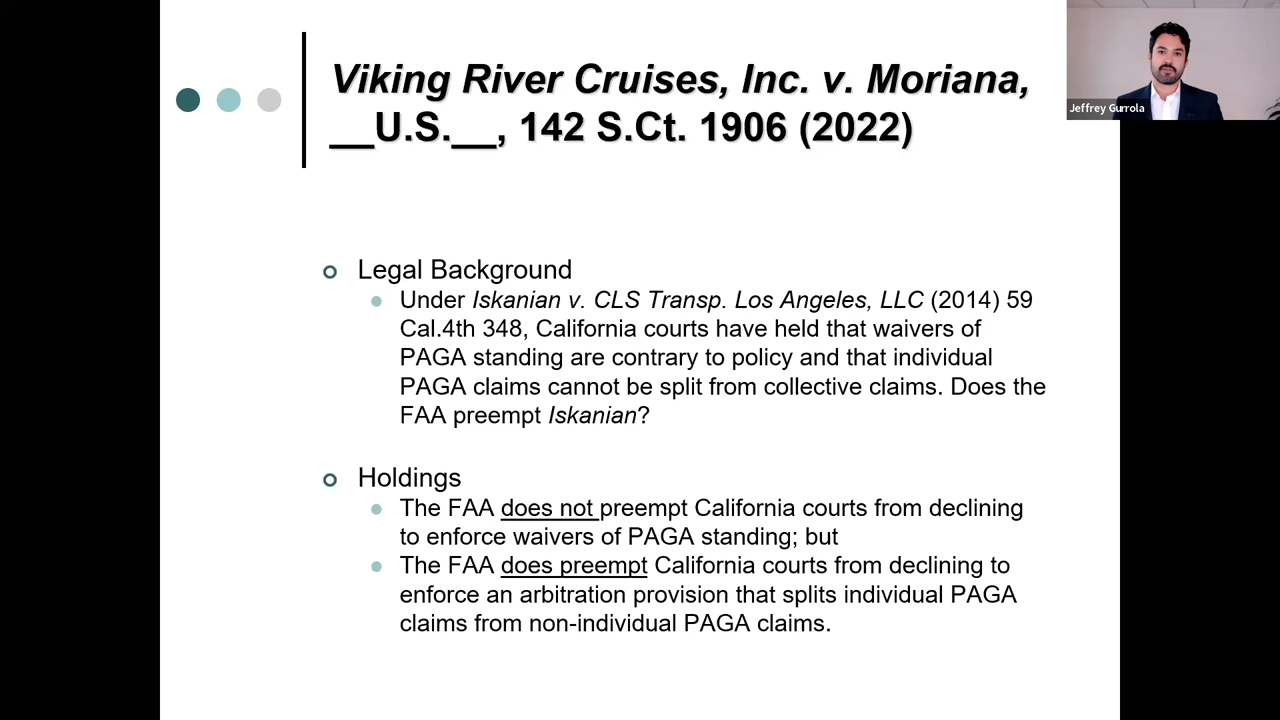 Viking River Cruises, Inc. v. Moriana,
__U.S.__, 142 S.Ct. 1906 (2022)
Jeffrey Gurrola
Legal Background
Under Iskanian v. CLS Transp. Los Angeles, LLC (2014) 59
Cal.4th 348, California courts have held that waivers of
PAGA standing are contrary to policy and that individual
PAGA claims cannot be split from collective claims. Does the
FAA preempt Iskanian?
Holdings
The FAA does not preempt California courts from declining
to enforce waivers of PAGA standing; but
The FAA does preempt California courts from declining to
enforce an arbitration provision that splits individual PAGA
claims from non-individual PAGA claims.